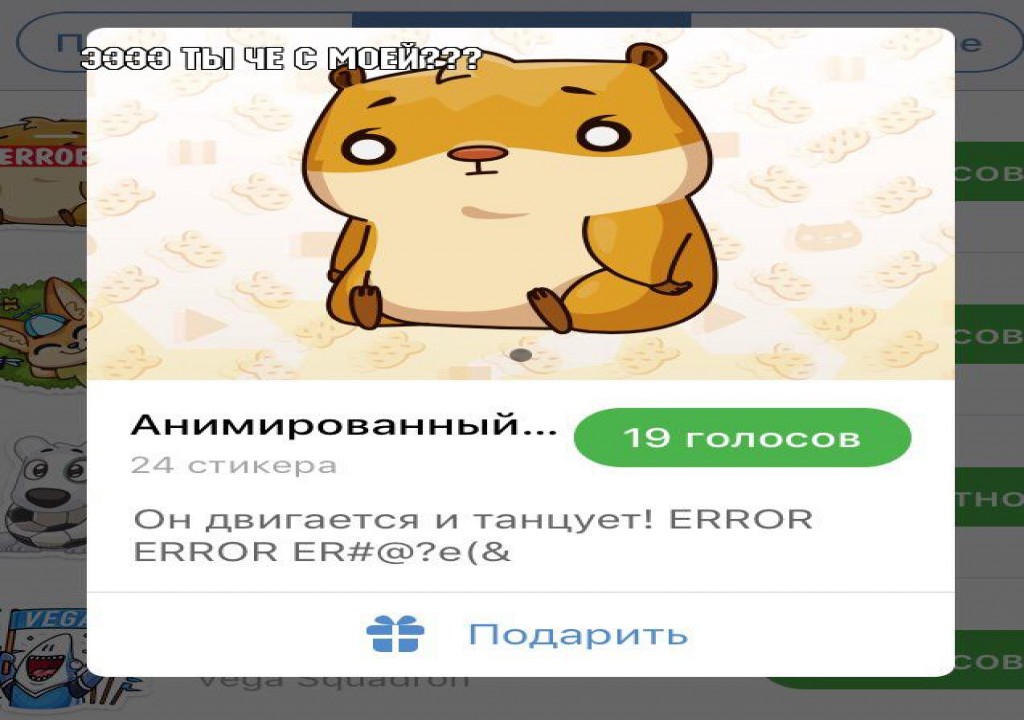 ЭЭЭЭ ТЫ ЧЕ С МОЕЙ???
ERROR
Анимированный...
19 голосов
24 стикера
Он двигается и танцует! ERROR
ERROR ER#@?e(&
Подарить
VEGA
Vega Squadron